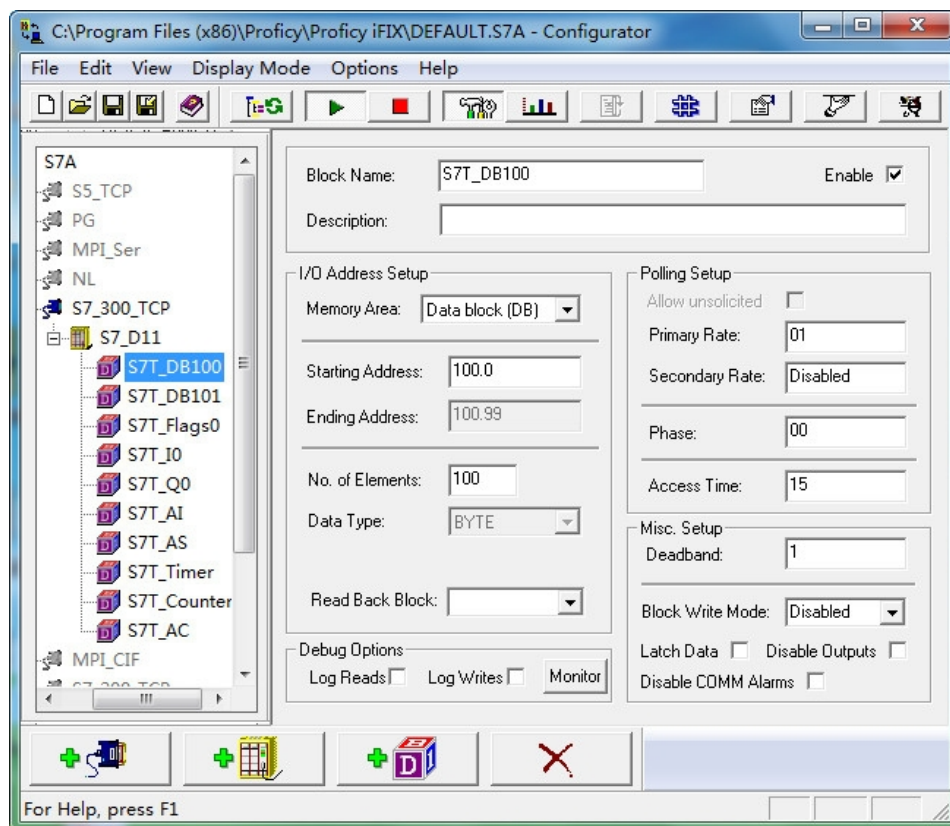 C:\Program Files (x86)\Proficy\Proficy iFIX\DEFAULT.S7A - Configurator
File Edit View Display Mode Options Help
S7A
S5_TCP
PG
MPI_Ser
NL
S7_300_TCP
S7_D11
S7T_DB100
S7T_DB101
S7T_Flags0
S7T_I0
S7T_Q0
S7T_AI
S7T_AS
S7T_Timer
S7T_Counter
S7T_AC
MPI_CIF
Block Name: S7T_DB100 Enable
Description:
I/O Address Setup
Memory Area: Data block (DB)
Starting Address: 100.0
Ending Address: 100.99
No. of Elements: 100
Data Type: BYTE
Read Back Block:
Debug Options
Log Reads Log Writes Monitor
Polling Setup
Allow unsolicited
Primary Rate: 01
Secondary Rate: Disabled
Phase: 00
Access Time: 15
Misc. Setup
Deadband: 1
Block Write Mode: Disabled
Latch Data Disable Outputs
Disable COMM Alarms
For Help, press F1